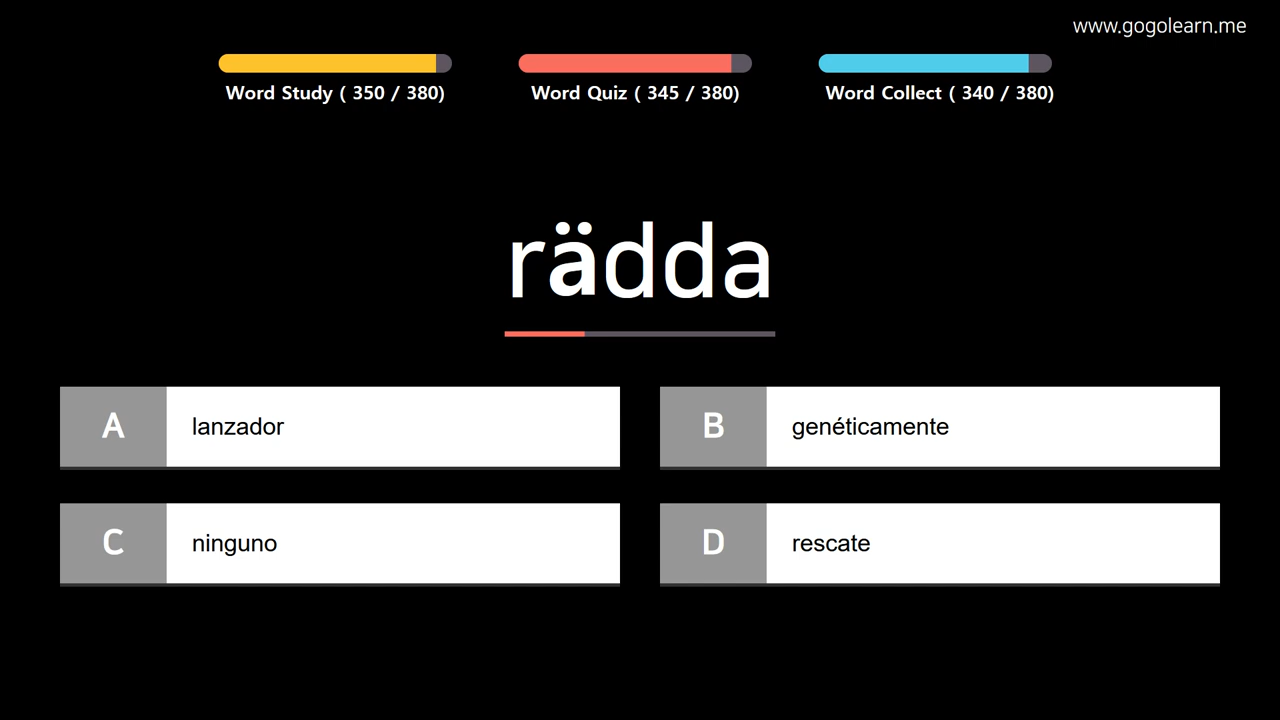 www.gogolearn.me
Word Study ( 350 / 380)
Word Quiz ( 345 / 380)
Word Collect ( 340 / 380)
rädda
A lanzador
B genéticamente
C ninguno
D rescate